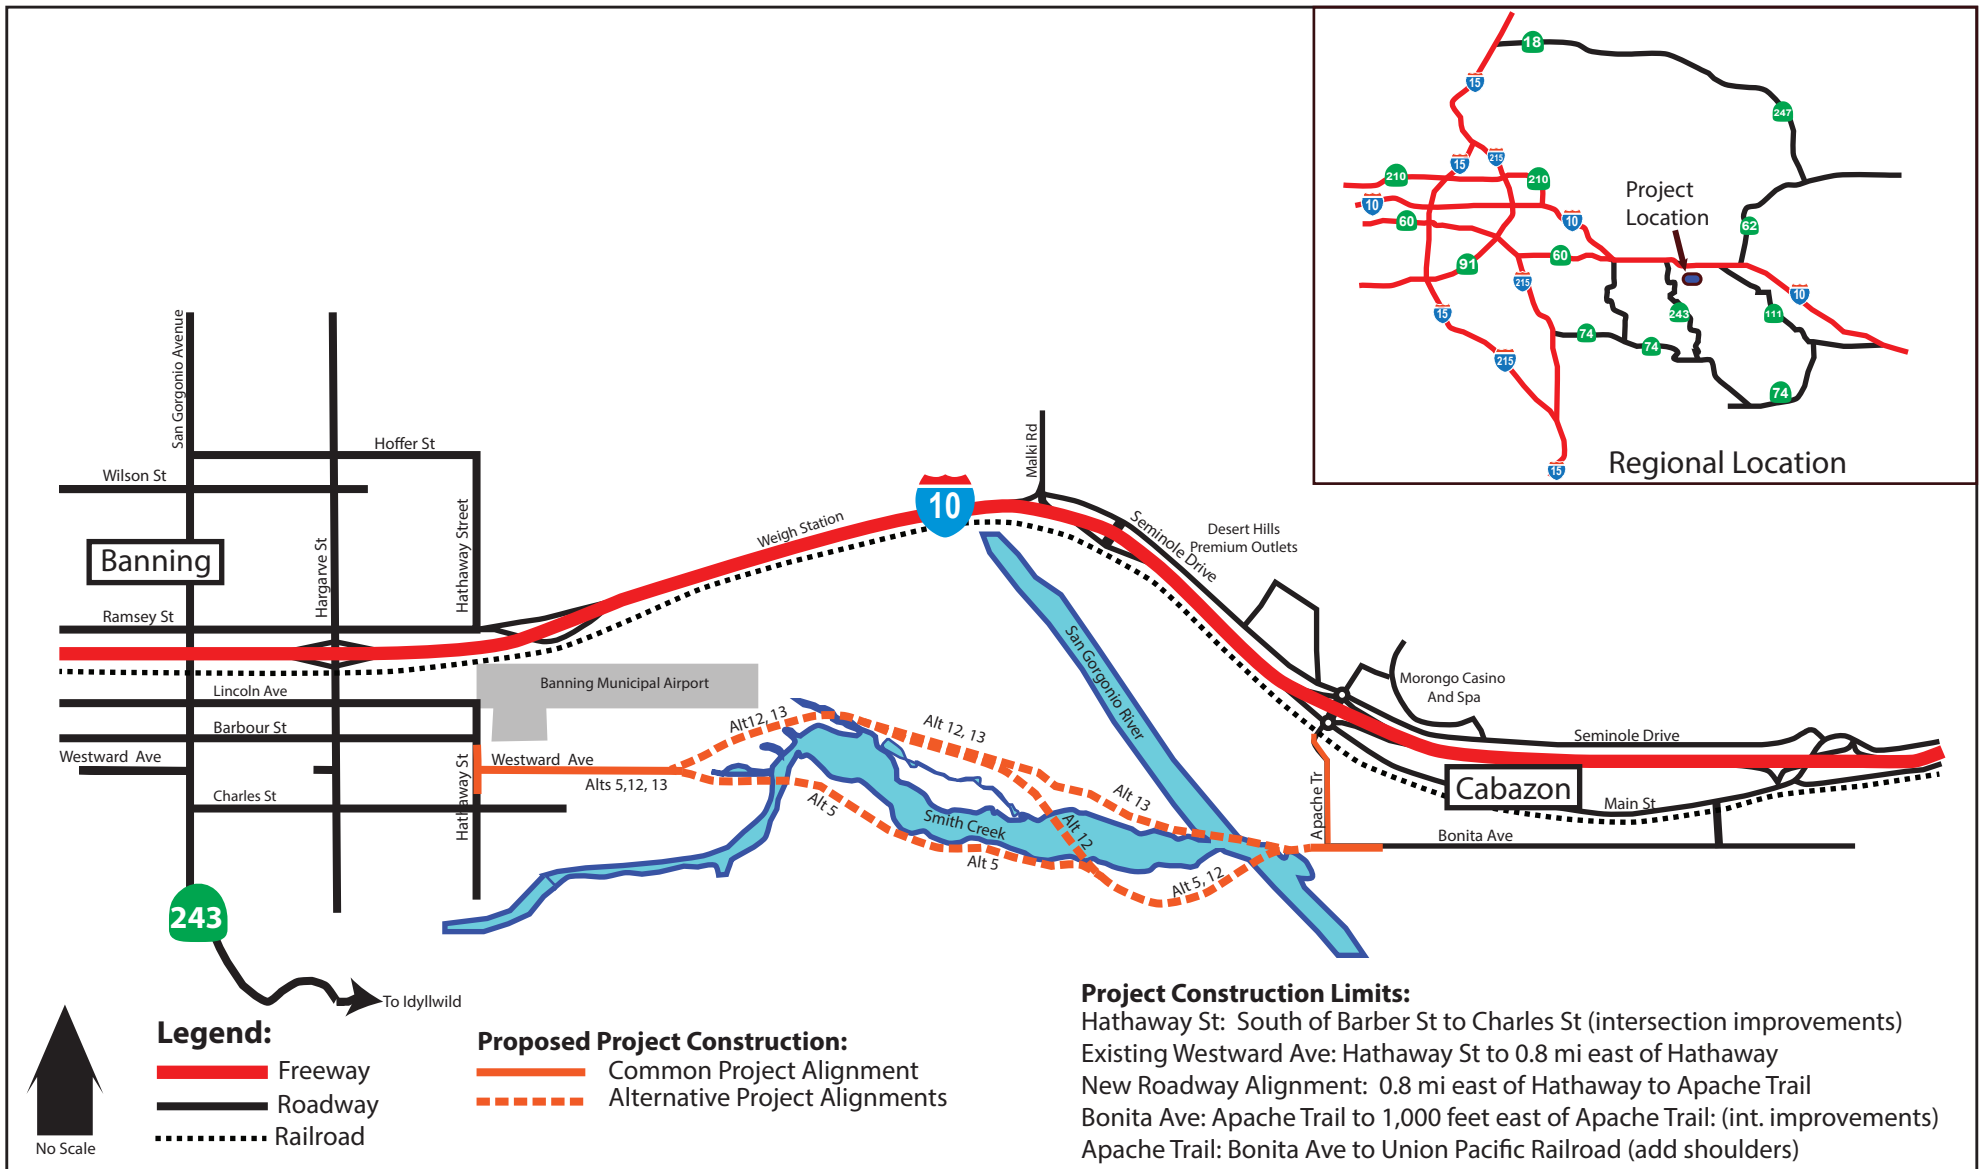 18
15
247
15
215
210
210
10
60
10
Project
Location
62
60
91
215
10
15
243
111
74
74
215
74
15
Regional Location
San Gorgonio Avenue
Hoffer St
Wilson St
Hargarve St
Hathaway Street
Banning
Ramsey St
Weigh Station
10
Malki Rd
Seminole Drive
Desert Hills
Premium Outlets
San Gorgonio River
Morongo Casino
And Spa
Seminole Drive
Lincoln Ave
Barbour St
Westward  Ave
Charles St
Hathaway St
Banning Municipal Airport
Westward  Ave
Alts 5,12, 13
Alt12, 13
Alt 12, 13
Alt 5
Smith Creek
Alt 13
Alt 12
Alt 5
Alt 5, 12
Apache Tr
Cabazon
Main St
Bonita Ave
243
To Idyllwild
No Scale
Legend:
Freeway
Roadway
Railroad
Proposed Project Construction:
Common Project Alignment
Alternative Project Alignments
Project Construction Limits:
Hathaway St:  South of Barber St to Charles St (intersection improvements)
Existing Westward Ave: Hathaway St to 0.8 mi east of Hathaway
New Roadway Alignment:  0.8 mi east of Hathaway to Apache Trail
Bonita Ave: Apache Trail to 1,000 feet east of Apache Trail: (int. improvements)
Apache Trail: Bonita Ave to Union Pacific Railroad (add shoulders)